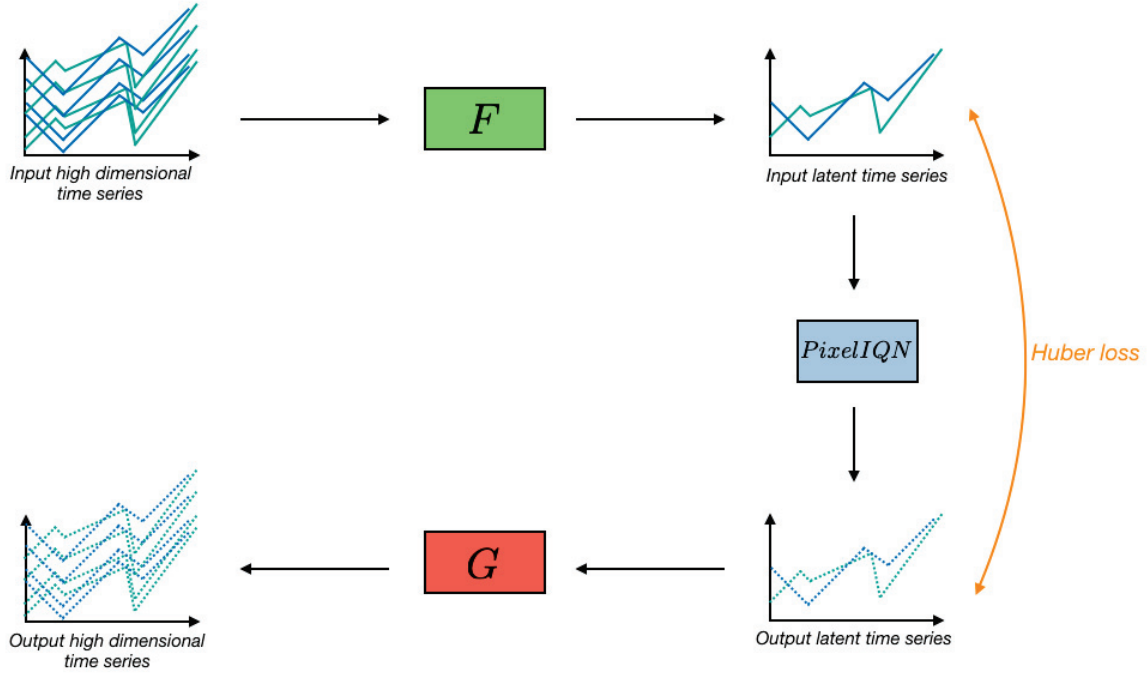 F
Input high dimensional
time series
Input latent time series
PixelIQN
Huber loss
G
Output high dimensional
time series
Output latent time series